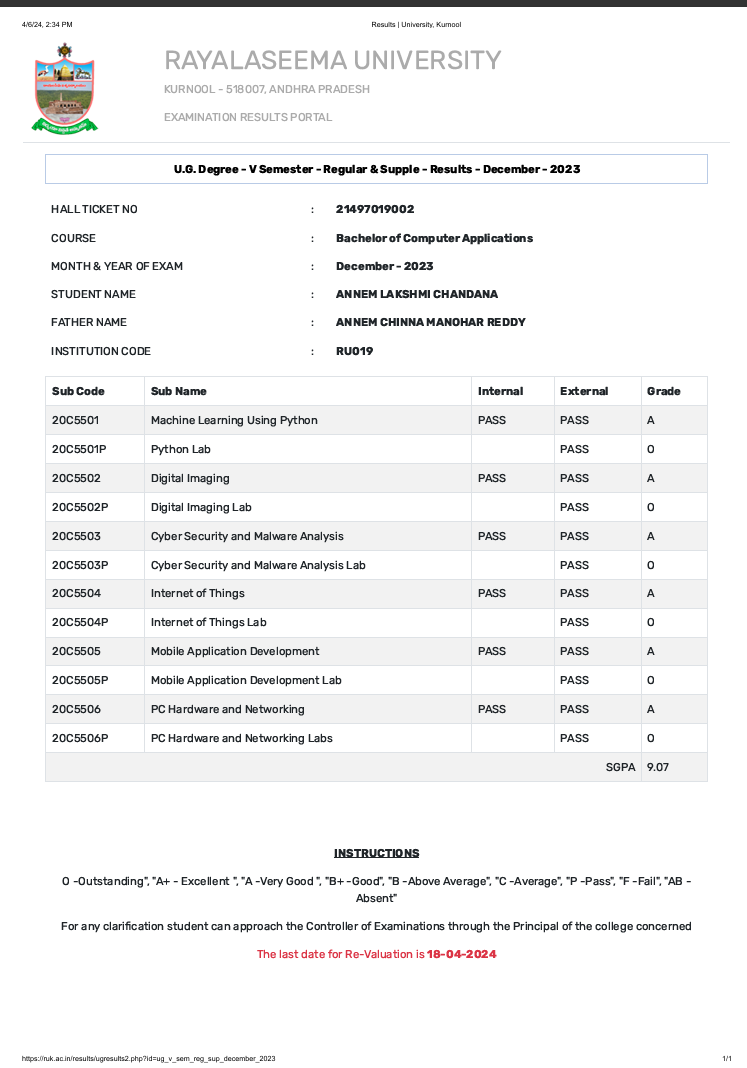 4/6/24, 2:34 PM Results | University, Kurnool
RAYALASEEMA UNIVERSITY
KURNOOL - 518007, ANDHRA PRADESH
EXAMINATION RESULTS PORTAL
U.G. Degree - V Semester - Regular & Supple - Results - December - 2023
HALL TICKET NO : 21497019002
COURSE : Bachelor of Computer Applications
MONTH & YEAR OF EXAM : December - 2023
STUDENT NAME : ANNEM LAKSHMI CHANDANA
FATHER NAME : ANNEM CHINNA MANOHAR REDDY
INSTITUTION CODE : RU019
Sub Code Sub Name Internal External Grade
20C5501 Machine Learning Using Python PASS PASS A
20C5501P Python Lab PASS O
20C5502 Digital Imaging PASS PASS A
20C5502P Digital Imaging Lab PASS O
20C5503 Cyber Security and Malware Analysis PASS PASS A
20C5503P Cyber Security and Malware Analysis Lab PASS O
20C5504 Internet of Things PASS PASS A
20C5504P Internet of Things Lab PASS O
20C5505 Mobile Application Development PASS PASS A
20C5505P Mobile Application Development Lab PASS O
20C5506 PC Hardware and Networking PASS PASS A
20C5506P PC Hardware and Networking Labs PASS O
SGPA 9.07
INSTRUCTIONS
O -Outstanding", "A+ - Excellent ", "A -Very Good ", "B+ -Good", "B -Above Average", "C -Average", "P -Pass", "F -Fail", "AB -
Absent"
For any clarification student can approach the Controller of Examinations through the Principal of the college concerned
The last date for Re-Valuation is 18-04-2024
https://ruk.ac.in/results/ugresults2.php?id=ug_v_sem_reg_sup_december_2023 1/1